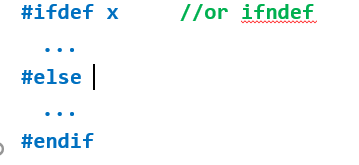 #ifdef x //or ifndef
...
#else
...
#endif